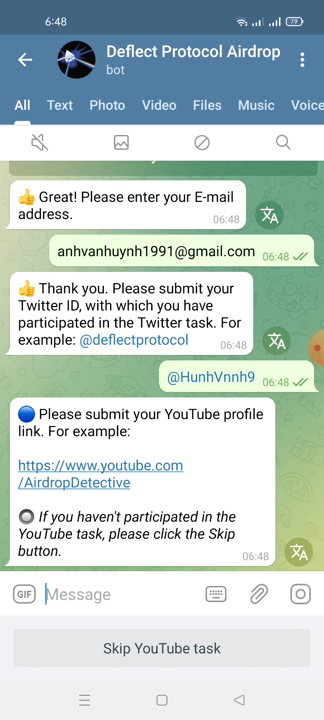 6:48
79
Deflect Protocol Airdrop
bot
All Text Photo Video Files Music Voice
👍 Great! Please enter your E-mail
address.
06:48
anhvanhuynh1991@gmail.com
06:48
👍 Thank you. Please submit your
Twitter ID, with which you have
participated in the Twitter task. For
example: @deflectprotocol
06:48
@HunhVnnh9
06:48
🔵 Please submit your YouTube profile
link. For example:
https://www.youtube.com
/AirdropDetective
🔘 If you haven't participated in the
YouTube task, please click the Skip
button.
06:48
GIF Message
Skip YouTube task